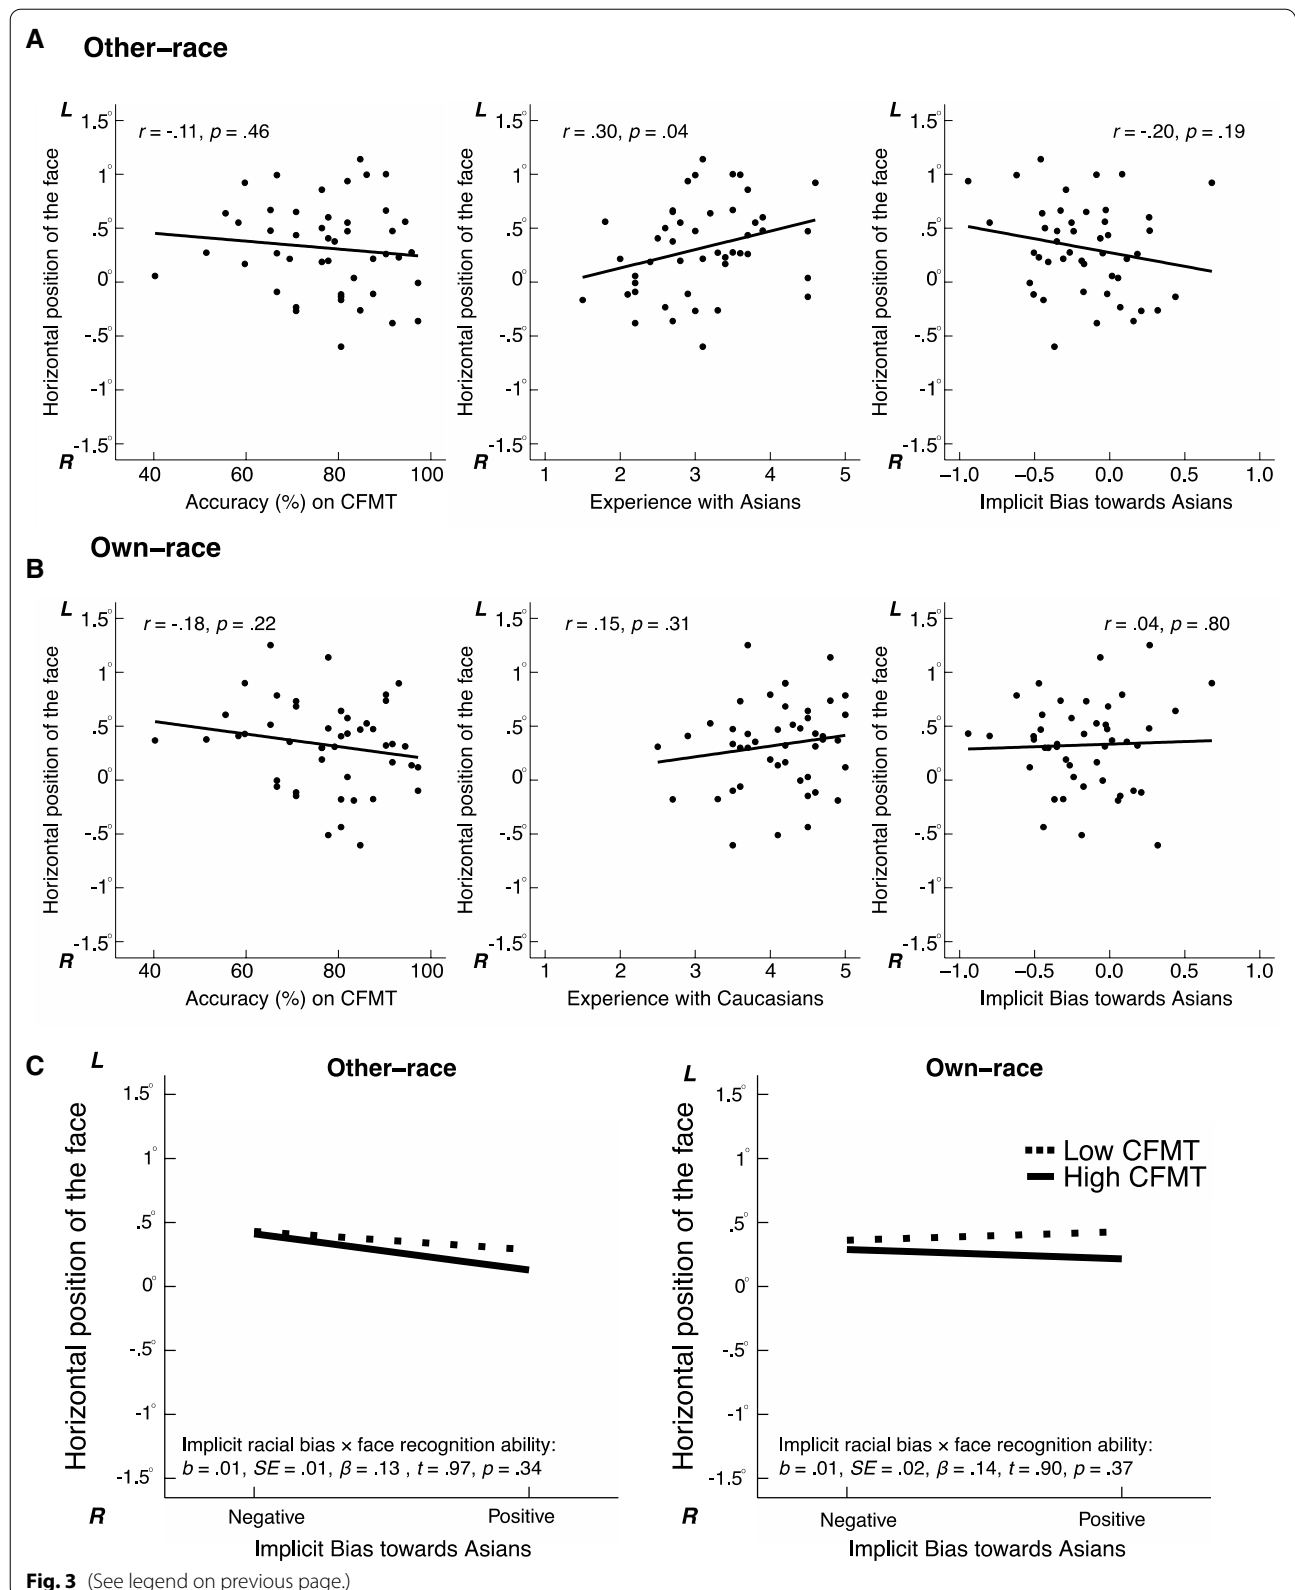 A Other–race
L L L
1.5° r = -.11, p = .46 1.5° r = .30, p = .04 1.5° r = -.20, p = .19
1° 1° 1°
.5° .5° .5°
0° 0° 0°
-.5° -.5° -.5°
-1° -1° -1°
-1.5° -1.5° -1.5°
Horizontal position of the face Horizontal position of the face Horizontal position of the face
R R R
40 60 80 100 1 2 3 4 5 −1.0 −0.5 0.0 0.5 1.0
Accuracy (%) on CFMT Experience with Asians Implicit Bias towards Asians
B Own–race
L L L
1.5° r = -.18, p = .22 1.5° r = .15, p = .31 1.5° r = .04, p = .80
1° 1° 1°
.5° .5° .5°
0° 0° 0°
-.5° -.5° -.5°
-1° -1° -1°
-1.5° -1.5° -1.5°
Horizontal position of the face Horizontal position of the face Horizontal position of the face
R R R
40 60 80 100 1 2 3 4 5 −1.0 −0.5 0.0 0.5 1.0
Accuracy (%) on CFMT Experience with Caucasians Implicit Bias towards Asians
C L Other–race L Own–race
1.5° 1.5°
1° 1°
.5° .5°
0° 0°
-.5° -.5°
-1° -1°
-1.5° -1.5°
Horizontal position of the face Horizontal position of the face
Low CFMT
High CFMT
Implicit racial bias × face recognition ability: Implicit racial bias × face recognition ability:
b = .01, SE = .01, β = .13 , t = .97, p = .34 b = .01, SE = .02, β = .14, t = .90, p = .37
R Negative Positive R Negative Positive
Implicit Bias towards Asians Implicit Bias towards Asians
Fig. 3 (See legend on previous page.)